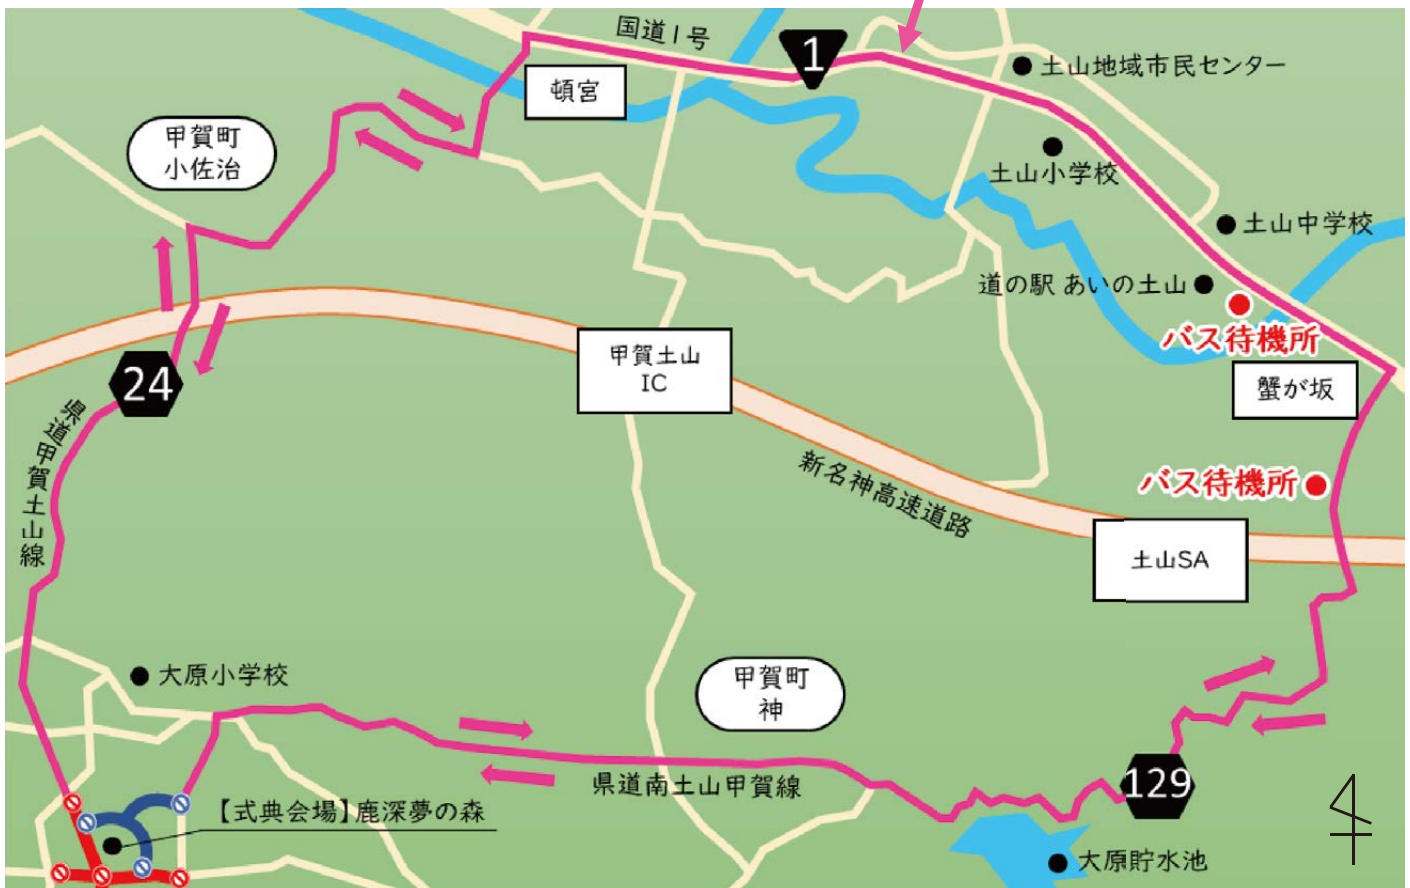 国道1号
1
土山地域市民センター
頓宮
甲賀町
小佐治
土山小学校
土山中学校
道の駅 あいの土山
バス待機所
甲賀土山
IC
24
蟹が坂
県道甲賀土山線
新名神高速道路
バス待機所
土山SA
大原小学校
甲賀町
神
県道南土山甲賀線
129
【式典会場】鹿深夢の森
大原貯水池